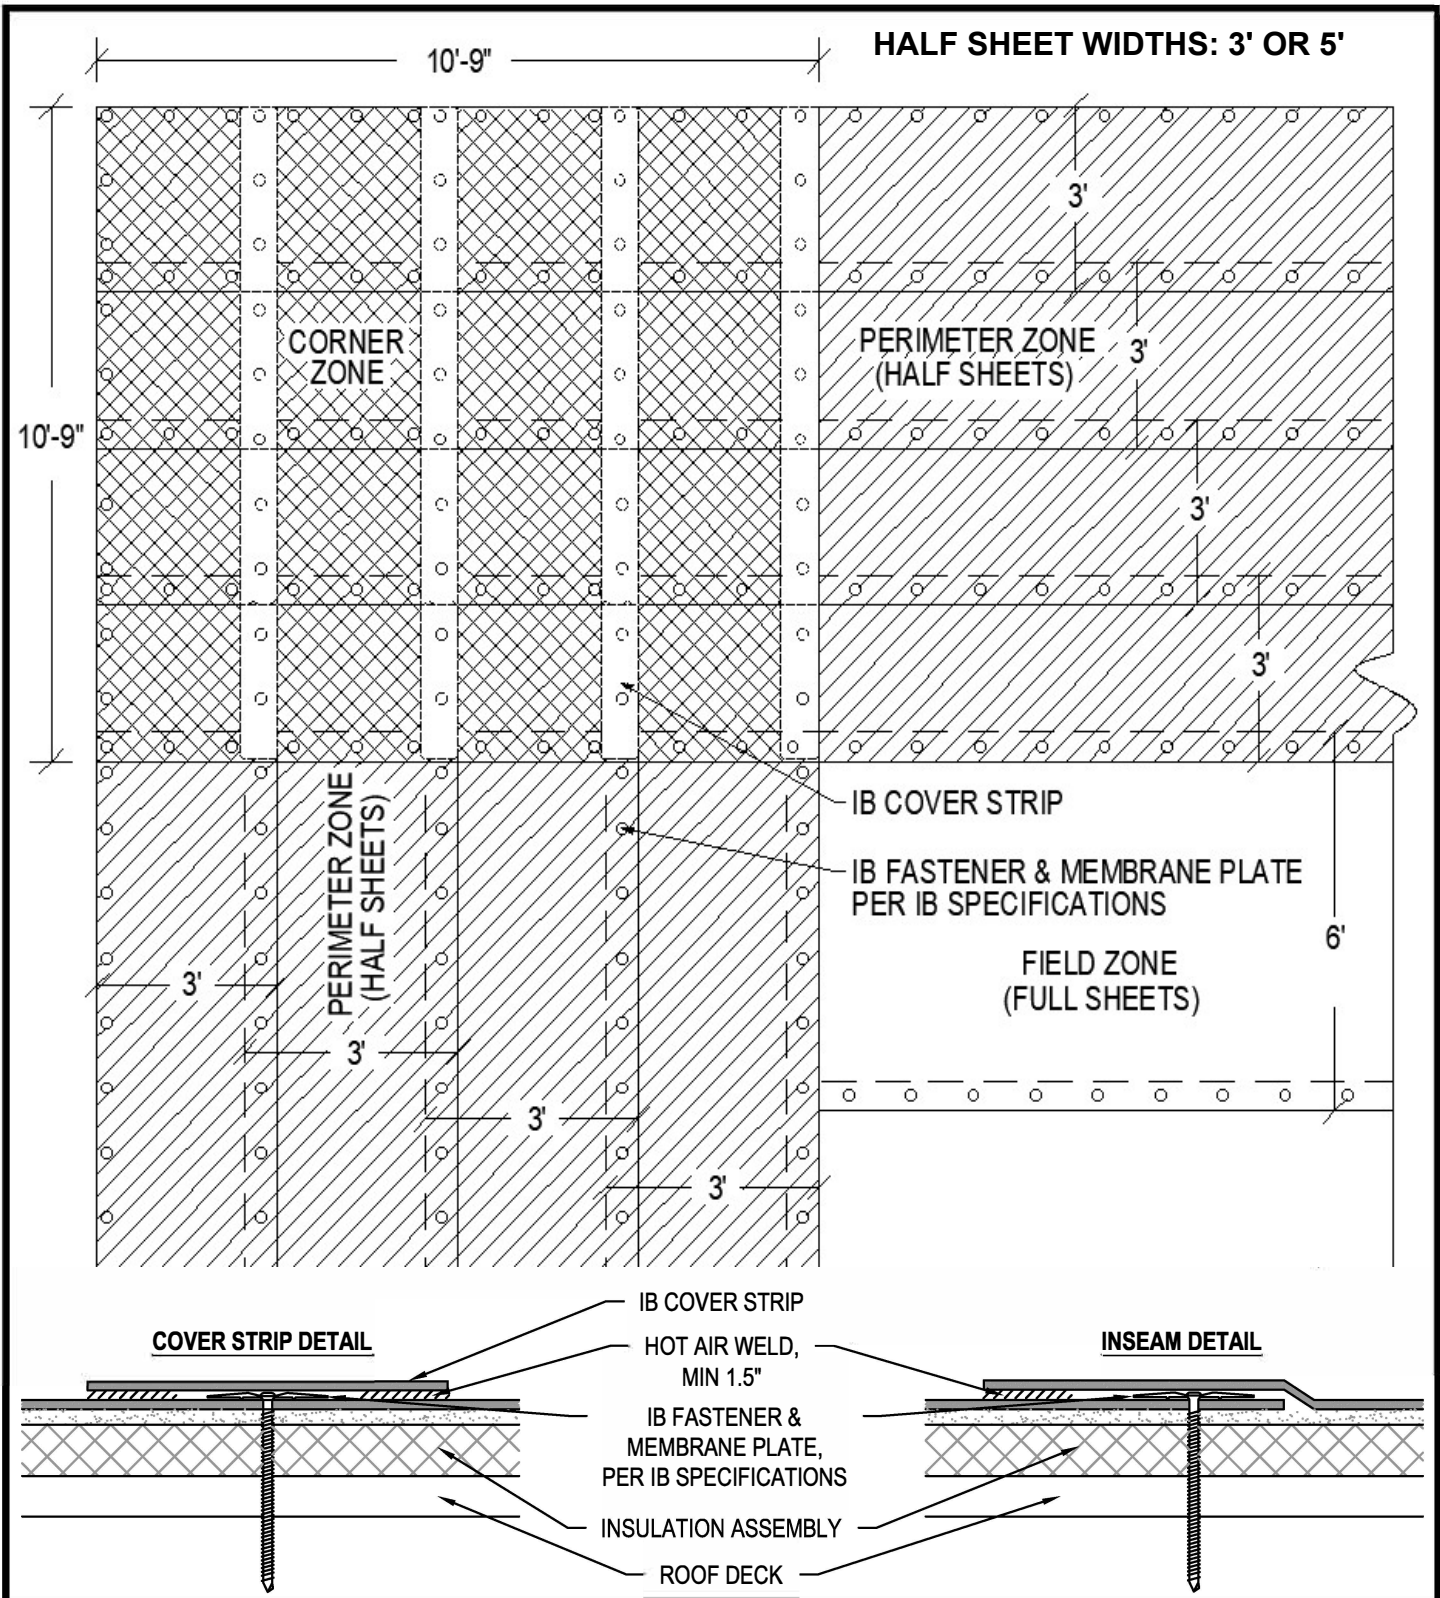 HALF SHEET WIDTHS: 3' OR 5'
10'-9"
3'
CORNER
ZONE
PERIMETER ZONE
(HALF SHEETS)
3'
10'-9"
3'
3'
IB COVER STRIP
IB FASTENER & MEMBRANE PLATE
PER IB SPECIFICATIONS
PERIMETER ZONE
(HALF SHEETS)
6'
FIELD ZONE
(FULL SHEETS)
3'
3'
3'
3'
IB COVER STRIP
COVER STRIP DETAIL
HOT AIR WELD,
MIN 1.5"
INSEAM DETAIL
IB FASTENER &
MEMBRANE PLATE,
PER IB SPECIFICATIONS
INSULATION ASSEMBLY
ROOF DECK